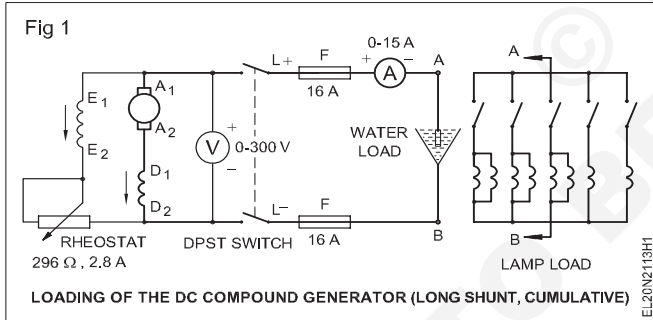 Fig 1
L+
F
0-15 A
+
A
-
A
A
16 A
E1
A1
A2
E2
V
+
0-300 V
-
WATER
LOAD
D1
D2
L-
F
16 A
B
B
RHEOSTAT
296 Ω , 2.8 A
DPST SWITCH
LAMP LOAD
LOADING OF THE DC COMPOUND GENERATOR (LONG SHUNT, CUMULATIVE)
EL20N2113H1